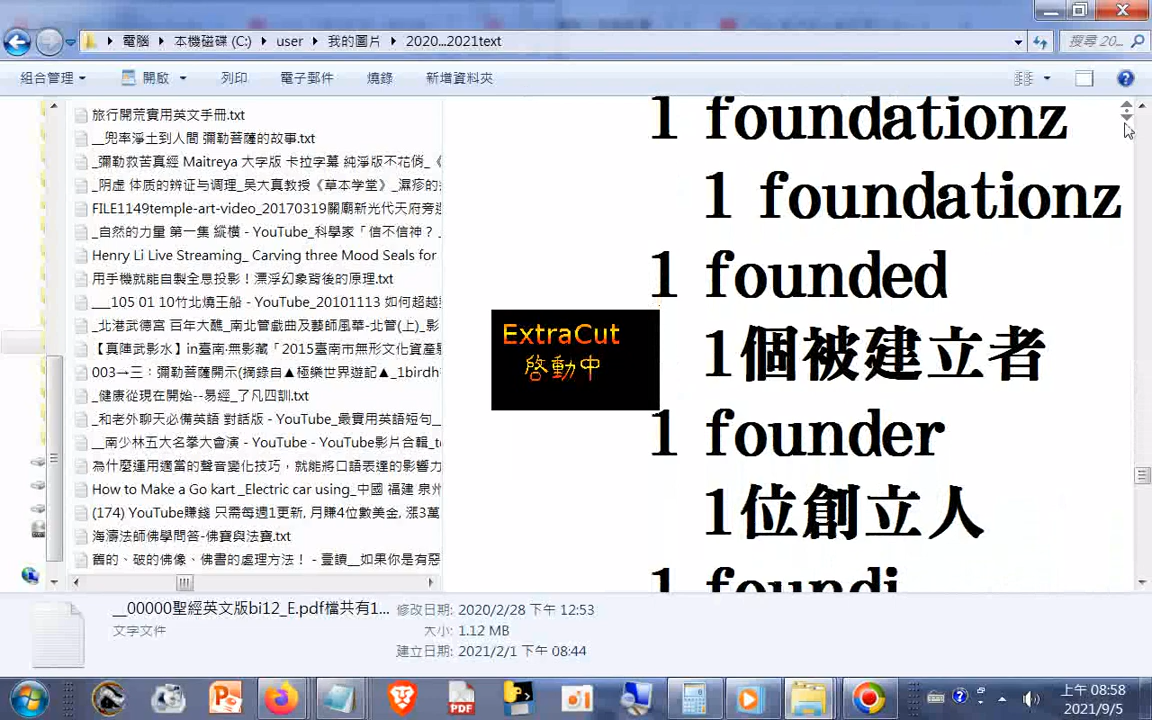 電腦 ▸ 本機磁碟 (C:) ▸ user ▸ 我的圖片 ▸ 2020...2021text
搜尋 20...
組合管理 開啟 列印 電子郵件 燒錄 新增資料夾
旅行開荒實用英文手冊.txt
__兜率淨土到人間 彌勒菩薩的故事.txt
_彌勒救苦真經 Maitreya 大字版 卡拉字幕 純淨版不花俏_《
_阴虚 体质的辨证与调理_吴大真教授《草本学堂》_濕疹的
FILE1149temple-art-video_20170319關廟新光代天府旁
_自然的力量 第一集 縱橫 - YouTube_科學家「信不信神？」
Henry Li Live Streaming_ Carving three Mood Seals for
用手機就能自製全息投影！漂浮幻象背後的原理.txt
___105 01 10竹北燒王船 - YouTube_20101113 如何超越
_北港武德宮 百年大醮_南北管戲曲及藝師風華-北管(上)_影
【真陣武影水】in臺南·無影藏「2015臺南市無形文化資產
003→三：彌勒菩薩開示(摘錄自▲極樂世界遊記▲_1birdh
_健康從現在開始--易經_了凡四訓.txt
_和老外聊天必備英語 對話版 - YouTube_最實用英語短句__
__南少林五大名拳大會演 - YouTube - YouTube影片合輯_t
為什麼運用適當的聲音變化技巧，就能將口語表達的影響力
How to Make a Go kart _Electric car using_中國 福建 泉州
(174) YouTube賺錢 只需每週1更新, 月賺4位數美金, 漲3萬
海濤法師佛學問答-佛寶與法寶.txt
舊的、破的佛像、佛書的處理方法！ - 壹讀__如果你是有惡
1 foundationz
1 foundationz
1 founded
1個被建立者
1 founder
1位創立人
1 foundi
ExtraCut
啓動中
__00000聖經英文版bi12_E.pdf檔共有1...
文字文件
修改日期: 2020/2/28 下午 12:53
大小: 1.12 MB
建立日期: 2021/2/1 下午 08:44
上午 08:58
2021/9/5